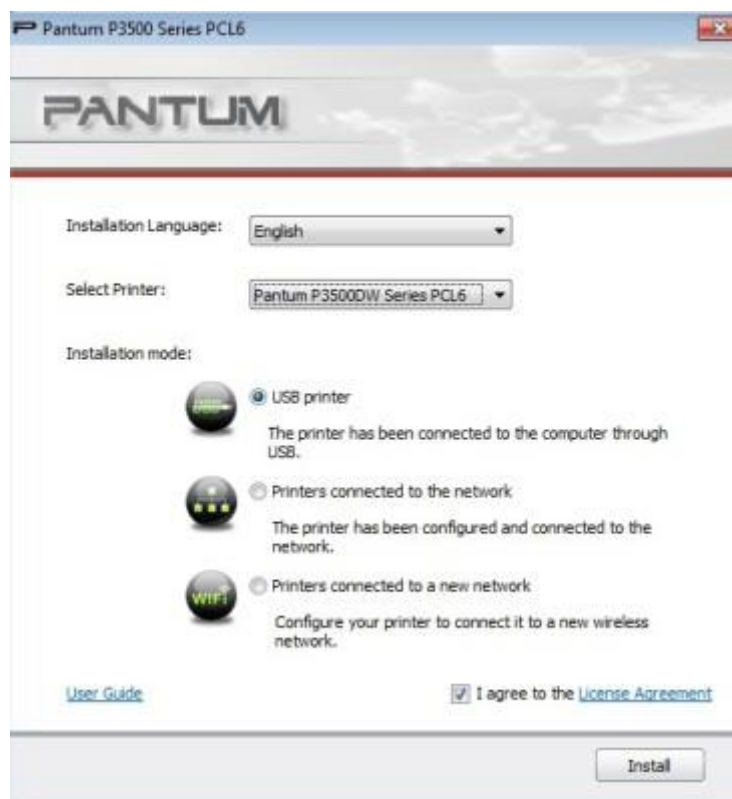 Pantum P3500 Series PCL6
PANTUM
Installation Language:
English
Select Printer:
Pantum P3500DW Series PCL6
Installation mode:
USB printer
The printer has been connected to the computer through
USB.
Printers connected to the network
The printer has been configured and connected to the
network.
WIFI
Printers connected to a new network
Configure your printer to connect it to a new wireless
network.
User Guide
I agree to the License Agreement
Install